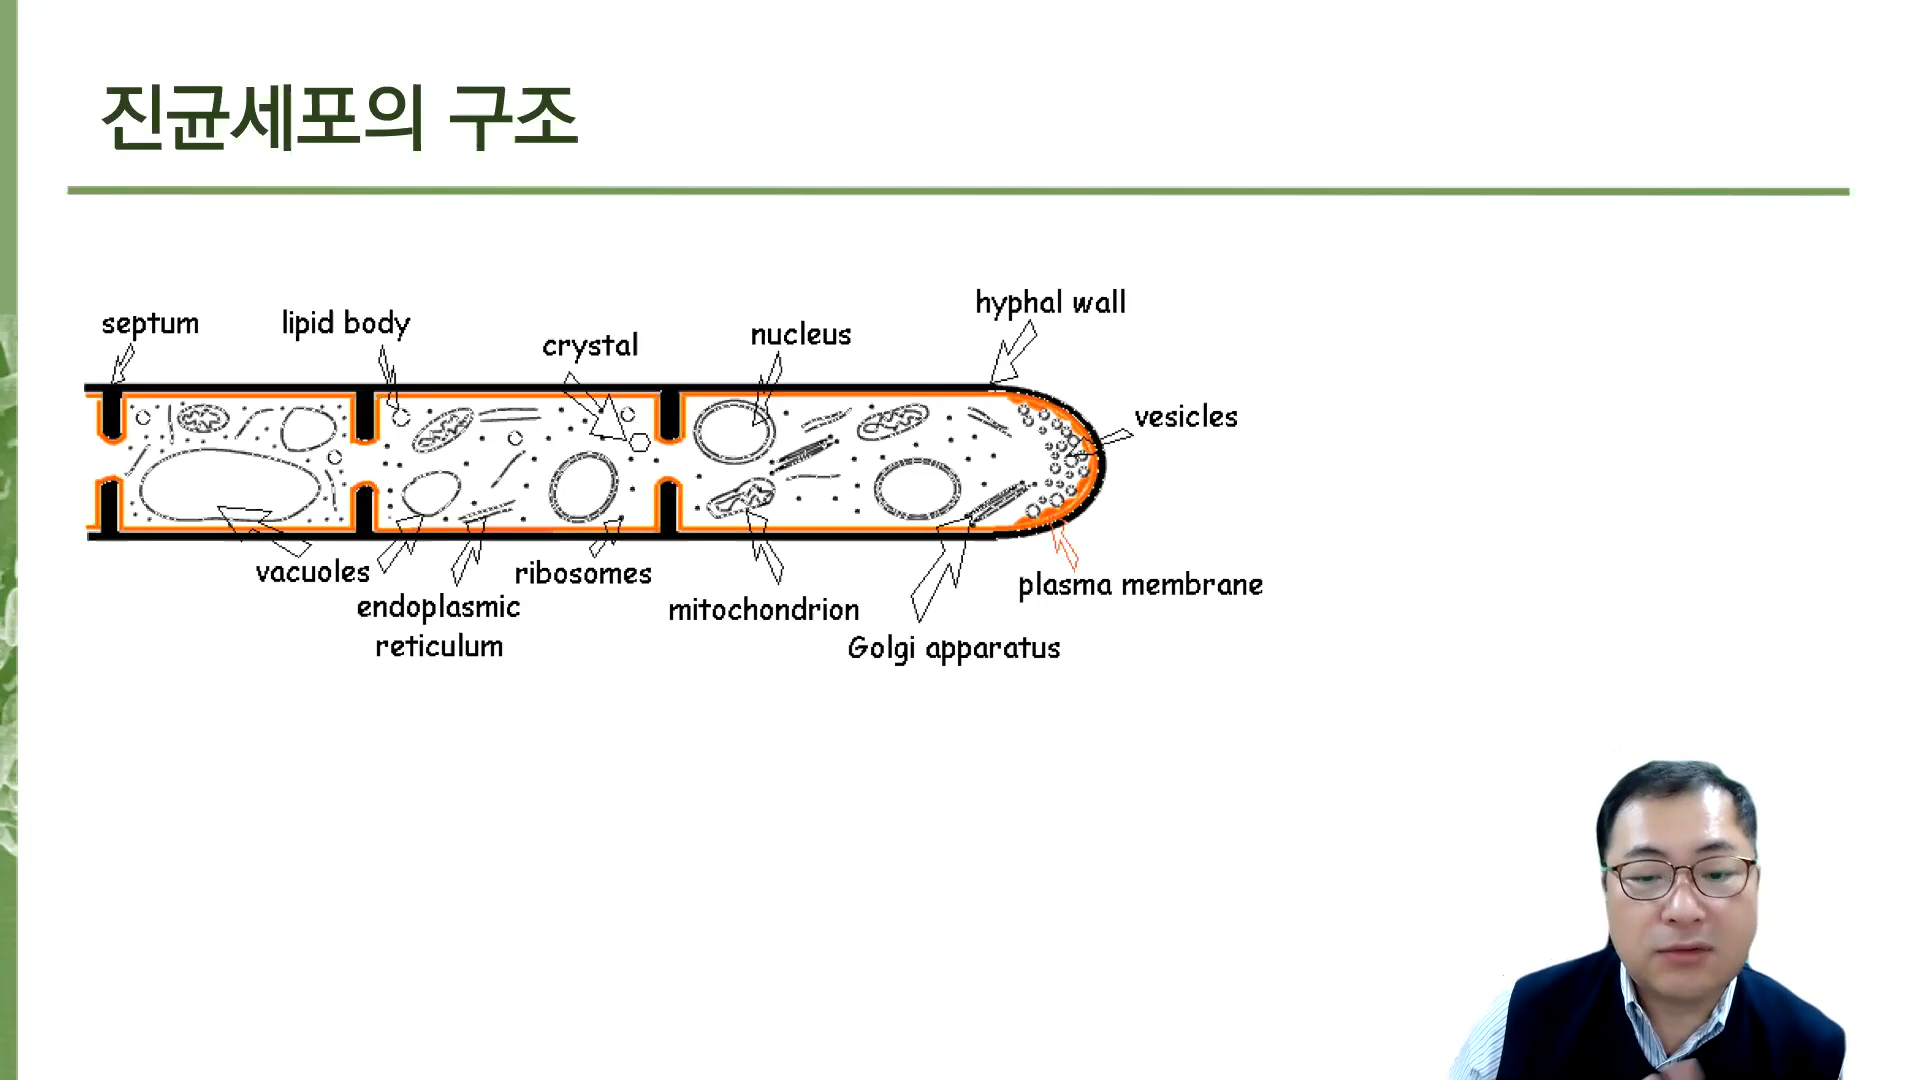 진균세포의 구조
hyphal wall
septum
lipid body
crystal
nucleus
vesicles
vacuoles
endoplasmic
reticulum
ribosomes
mitochondrion
Golgi apparatus
plasma membrane